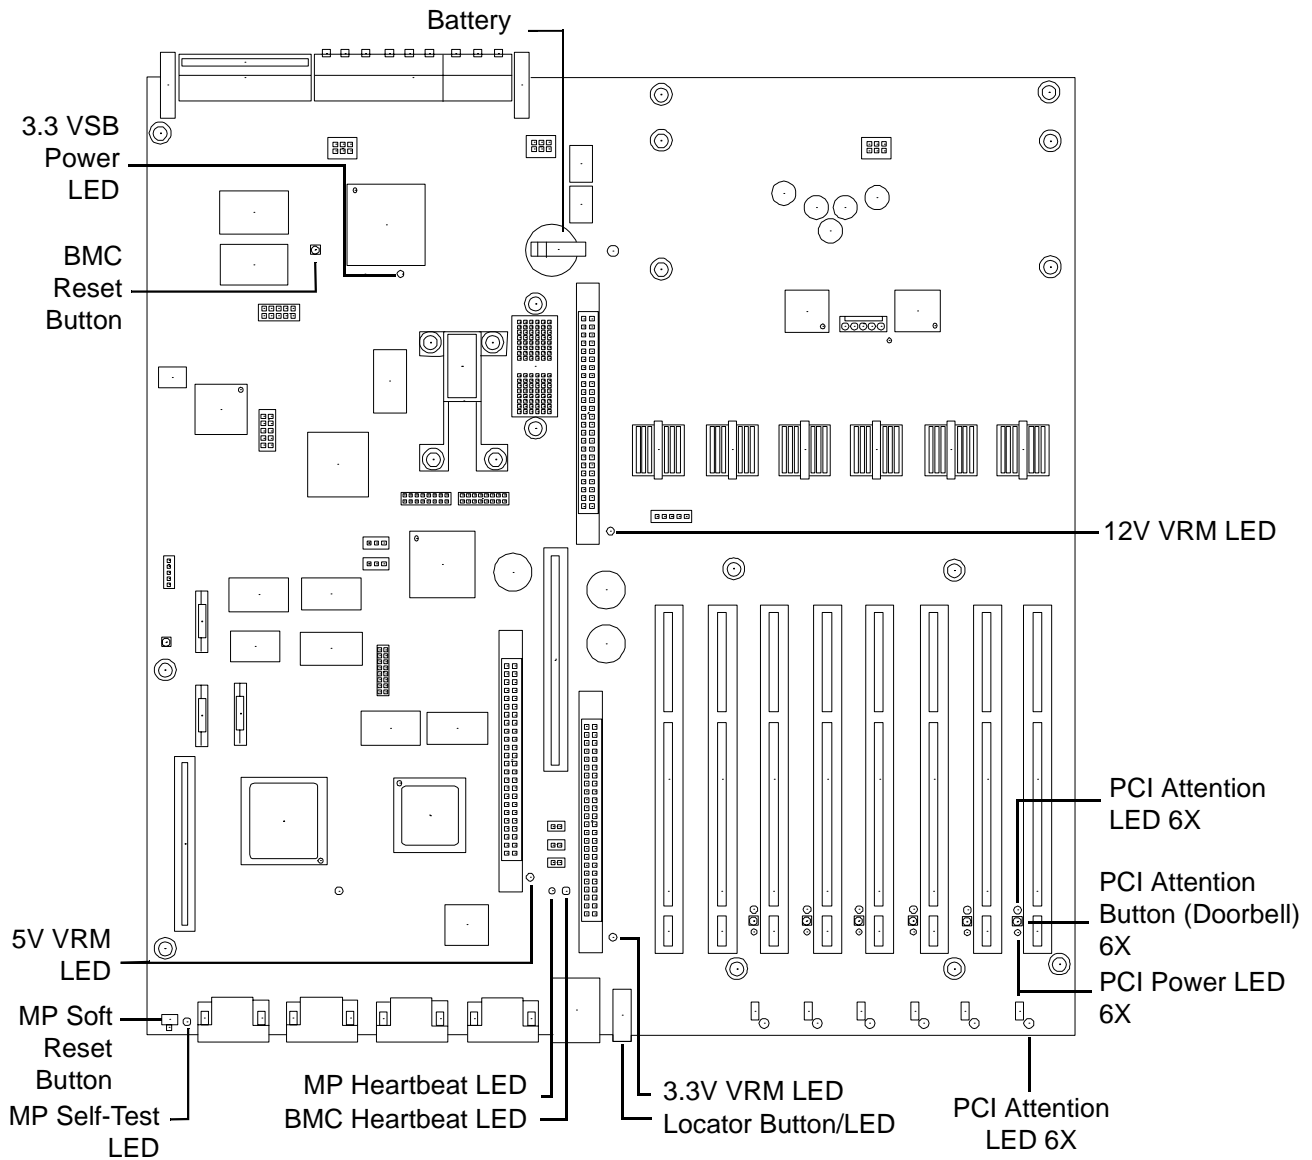 Battery
3.3 VSB
Power
LED
BMC
Reset
Button
12V VRM LED
PCI Attention
LED 6X
PCI Attention
Button (Doorbell)
6X
PCI Power LED
6X
5V VRM
LED
MP Soft
Reset
Button
MP Self-Test
LED
MP Heartbeat LED
BMC Heartbeat LED
3.3V VRM LED
Locator Button/LED
PCI Attention
LED 6X